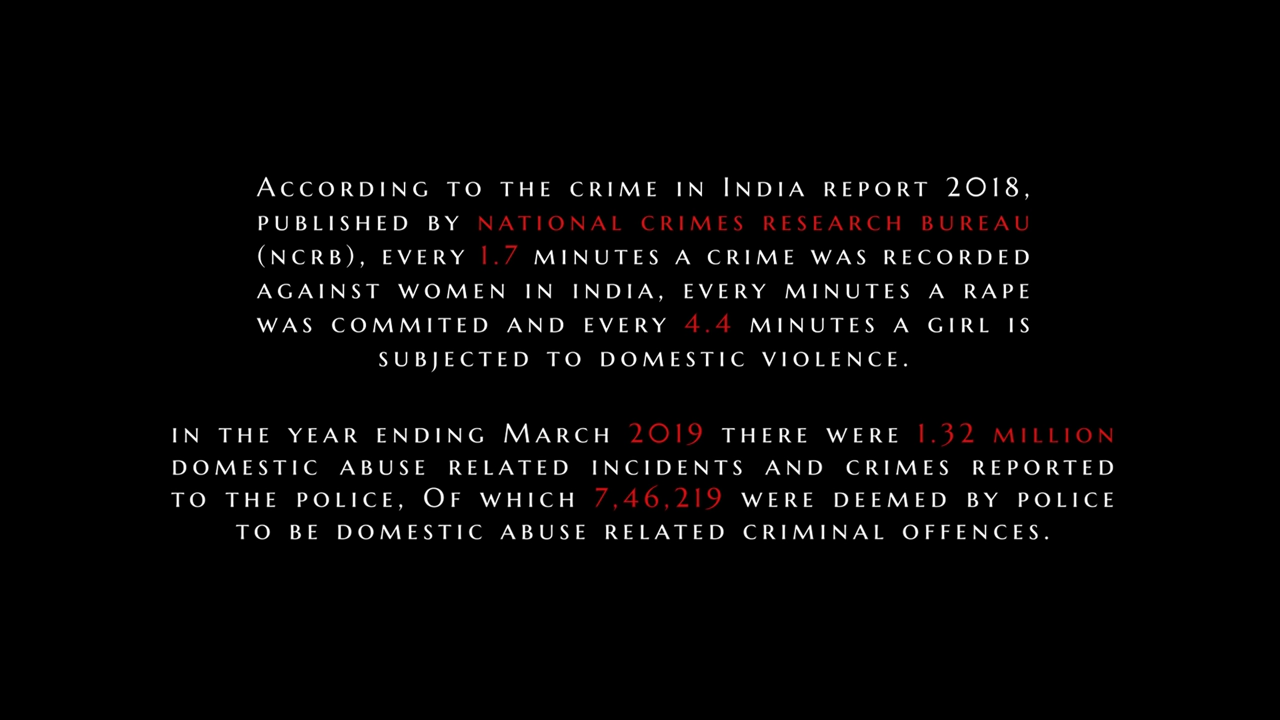 According to the crime in India report 2018,
published by national crimes research bureau
(ncrb), every 1.7 minutes a crime was recorded
against women in india, every minutes a rape
was commited and every 4.4 minutes a girl is
subjected to domestic violence.
in the year ending March 2019 there were 1.32 million
domestic abuse related incidents and crimes reported
to the police, Of which 7,46,219 were deemed by police
to be domestic abuse related criminal offences.